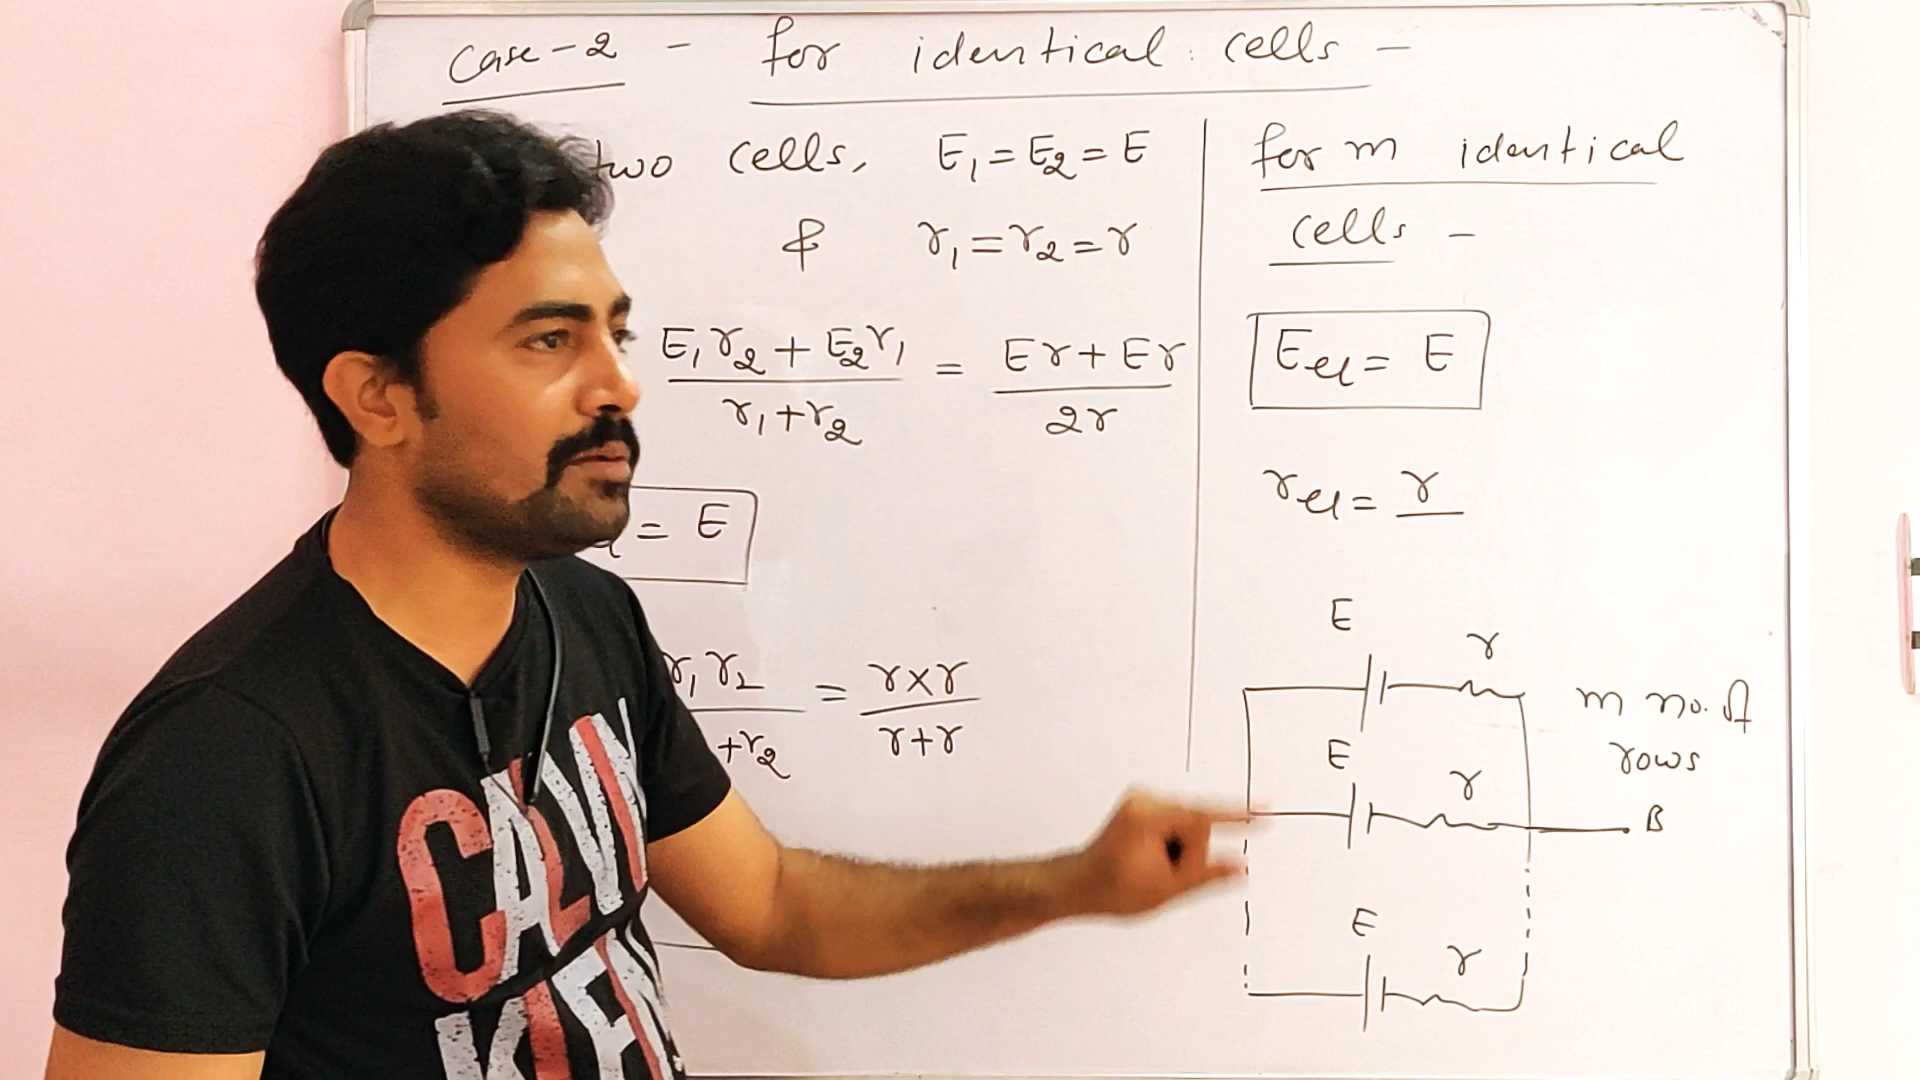 Case-2 - for identical cells -
two cells, E₁ = E₂ = E
& r₁ = r₂ = r
E₁r₂ + E₂r₁ / r₁ + r₂ = Er + Er / 2r
= E
r₁r₂ / + r₂ = r × r / r + r
for m identical
cells -
Eeq = E
req = r
E
r
m no. of
rows
E
r
B
E
r
CALVIN